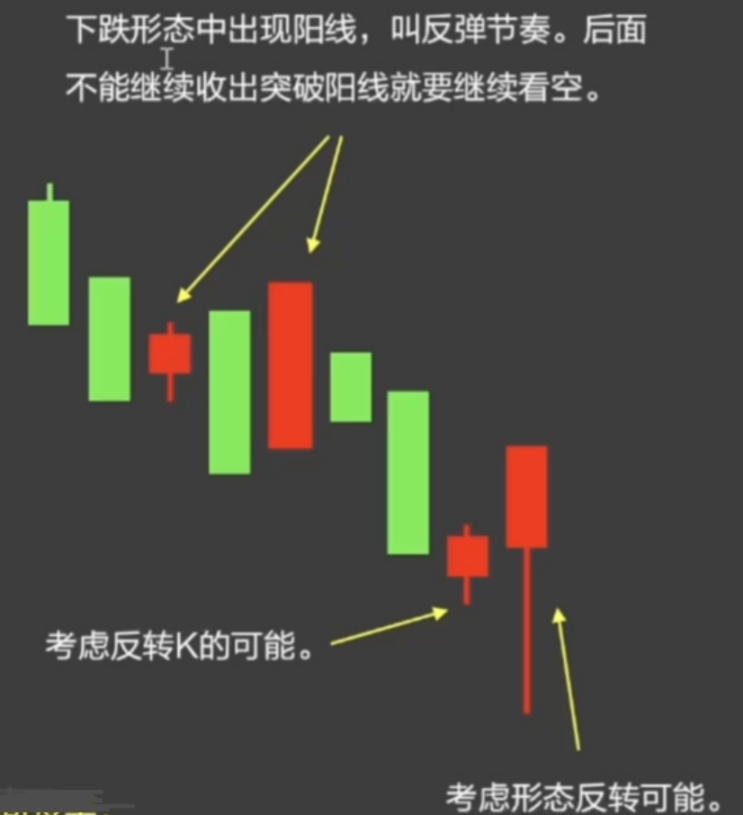 下跌形态中出现阳线，叫反弹节奏。后面
不能继续收出突破阳线就要继续看空。
考虑反转K的可能。
考虑形态反转可能。